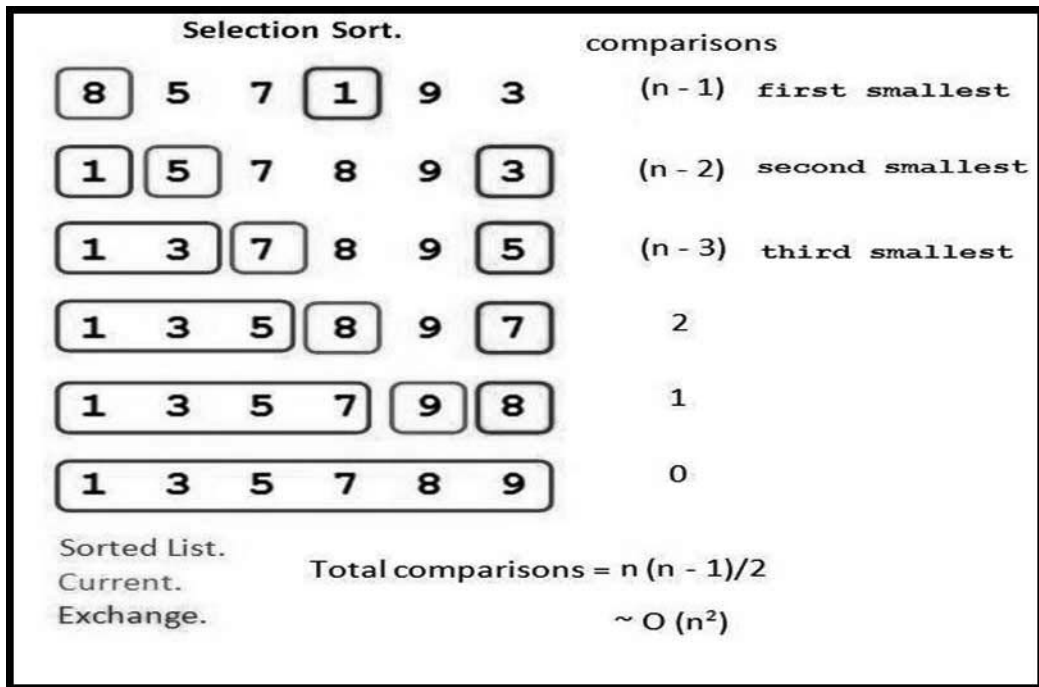 Selection Sort.
comparisons
8 5 7 1 9 3 (n - 1) first smallest
1 5 7 8 9 3 (n - 2) second smallest
1 3 7 8 9 5 (n - 3) third smallest
1 3 5 8 9 7 2
1 3 5 7 9 8 1
1 3 5 7 8 9 0
Sorted List.
Current.
Exchange.
Total comparisons = n (n - 1)/2
~ O (n²)